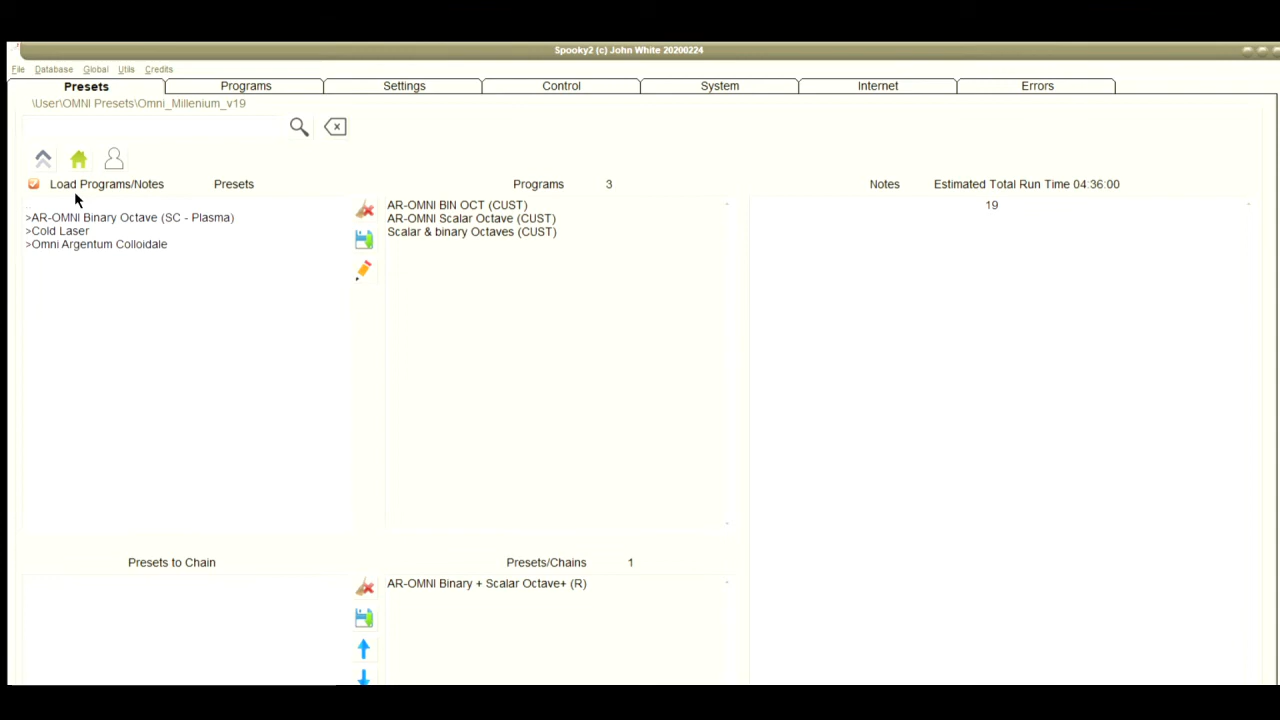 Spooky2 (c) John White 20200224
File Database Global Utils Credits
Presets Programs Settings Control System Internet Errors
\User\OMNI Presets\Omni_Millenium_v19
Load Programs/Notes Presets Programs 3 Notes Estimated Total Run Time 04:36:00
..
>AR-OMNI Binary Octave (SC - Plasma)
>Cold Laser
>Omni Argentum Colloidale
AR-OMNI BIN OCT (CUST)
AR-OMNI Scalar Octave (CUST)
Scalar & binary Octaves (CUST)
19
Presets to Chain Presets/Chains 1
AR-OMNI Binary + Scalar Octave+ (R)